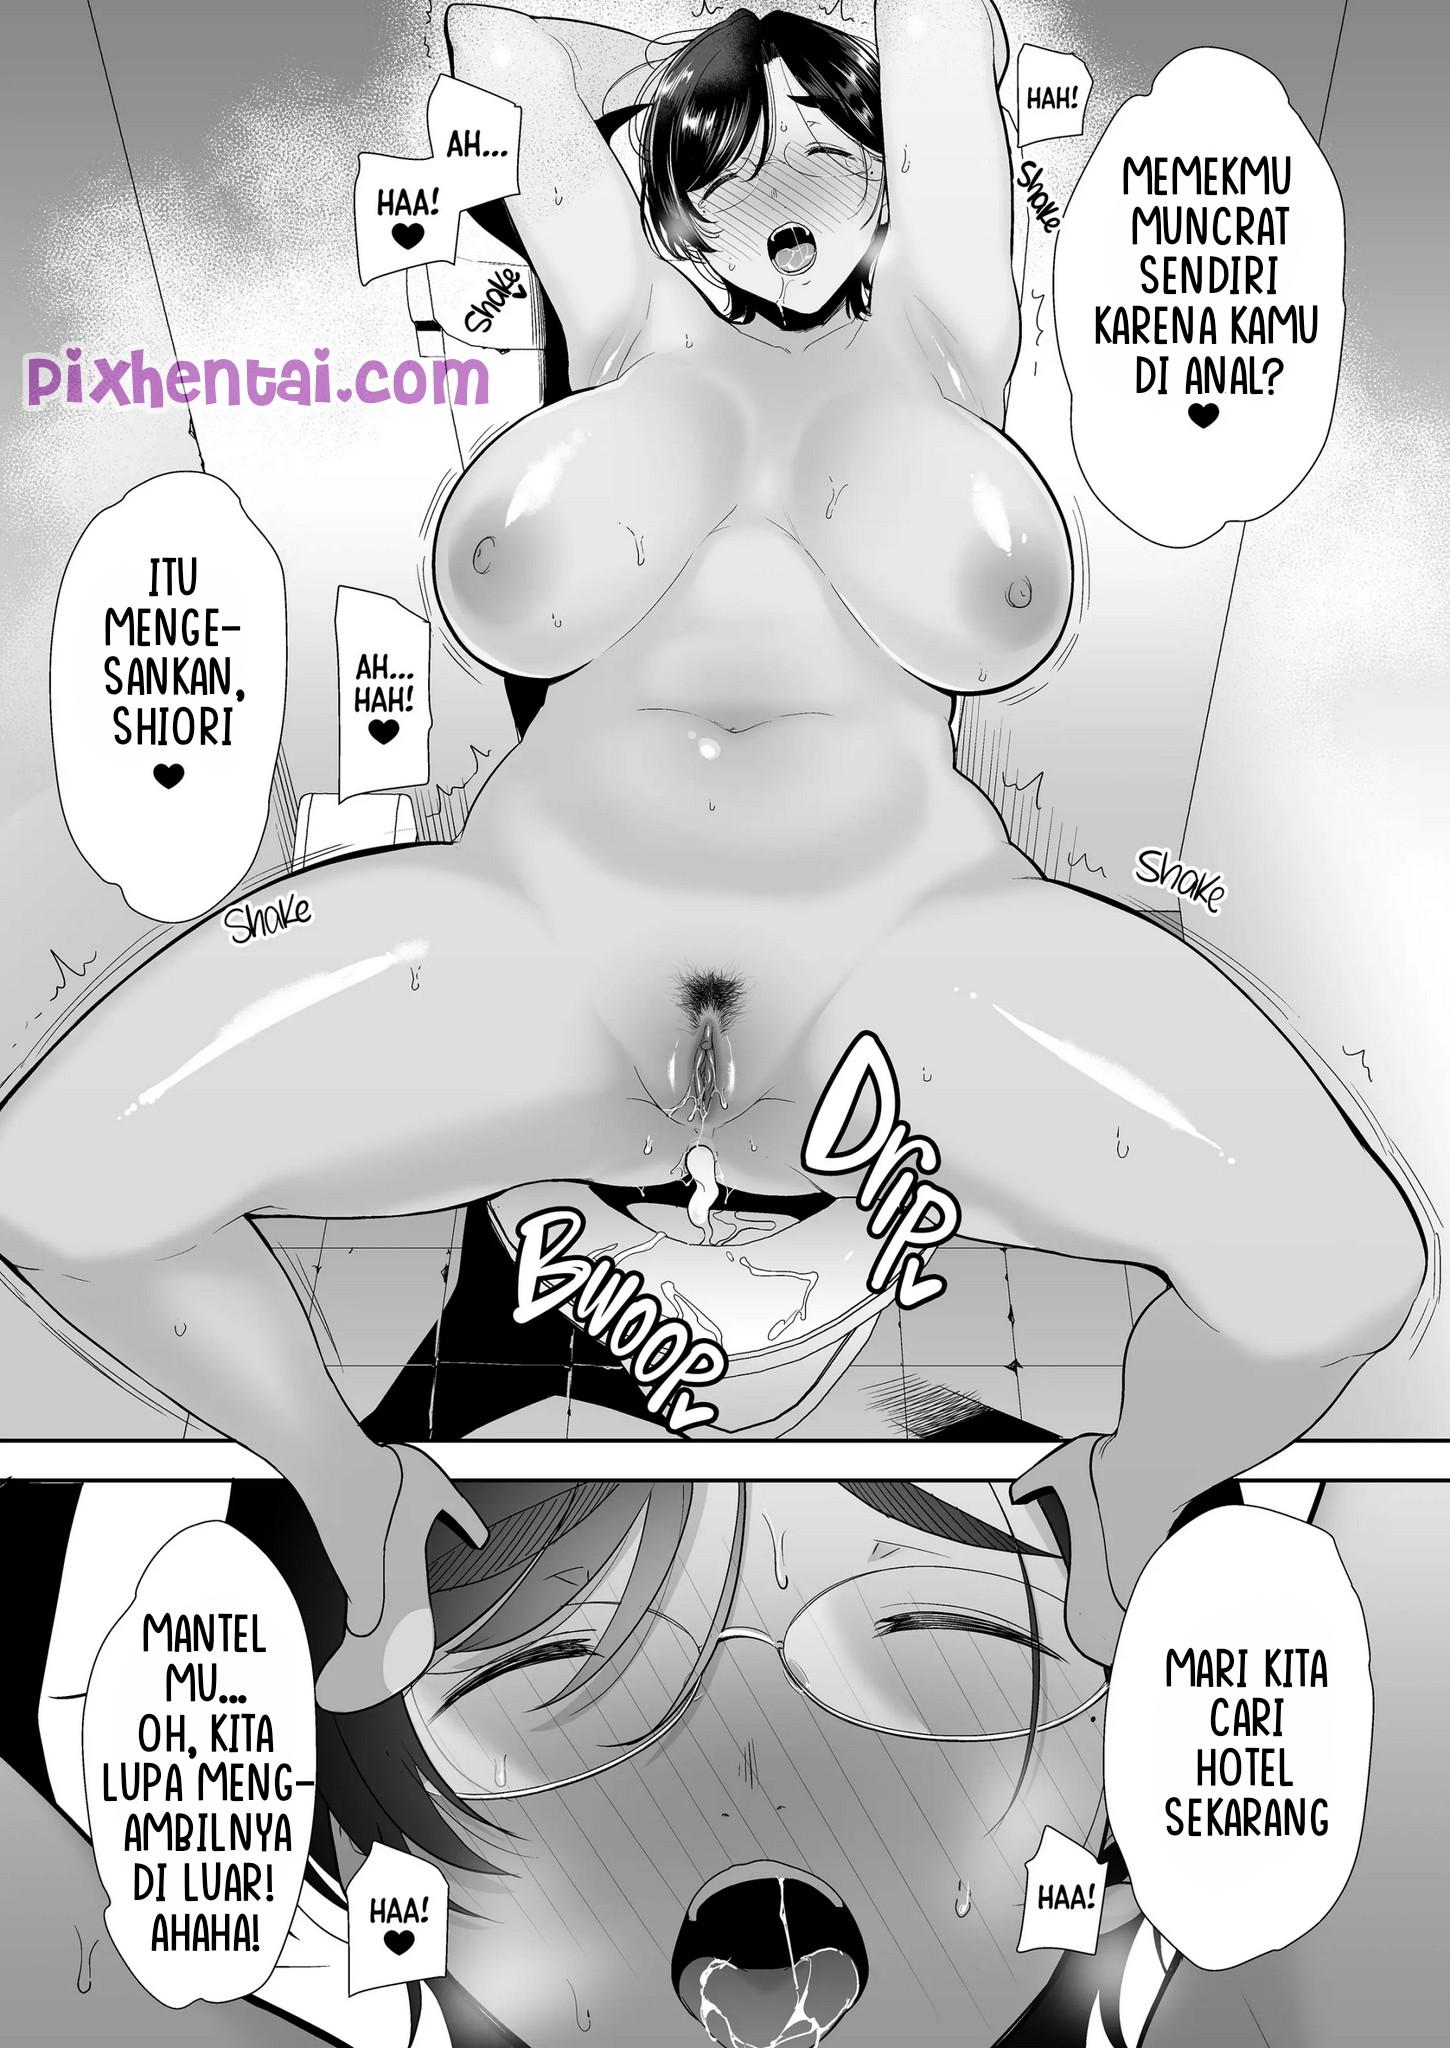 HAH!
MEMEKMU
MUNCRAT
SENDIRI
KARENA KAMU
DI ANAL?
AH...
HAA!
Shake
Shake
pixhentai.com
ITU
MENGE-
SANKAN,
SHIORI
AH...
HAH!
Shake
Shake
Drip
Bwoop
MARI KITA
CARI
HOTEL
SEKARANG
MANTEL
MU...
OH, KITA
LUPA MENG-
AMBILNYA
DI LUAR!
AHAHA!
HAA!
HAA!